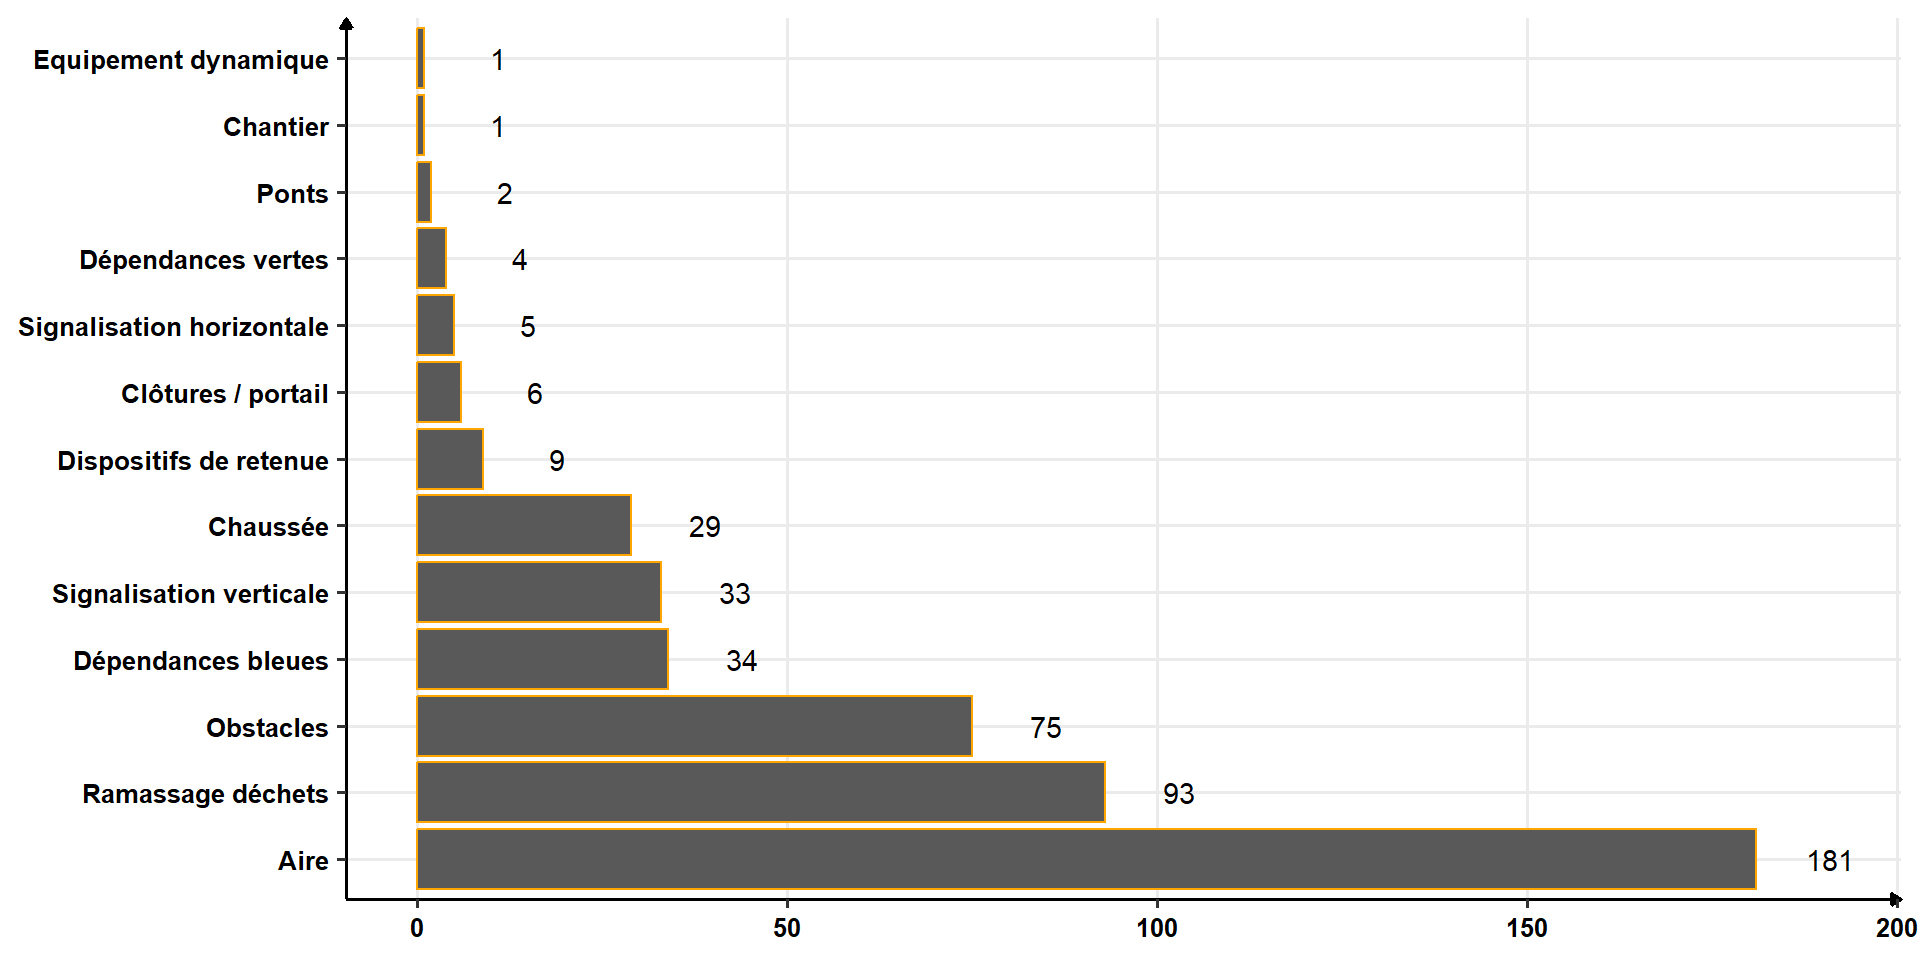 Equipement dynamique 1
Chantier 1
Ponts 2
Dépendances vertes 4
Signalisation horizontale 5
Clôtures / portail 6
Dispositifs de retenue 9
Chaussée 29
Signalisation verticale 33
Dépendances bleues 34
Obstacles 75
Ramassage déchets 93
Aire 181
0 50 100 150 200